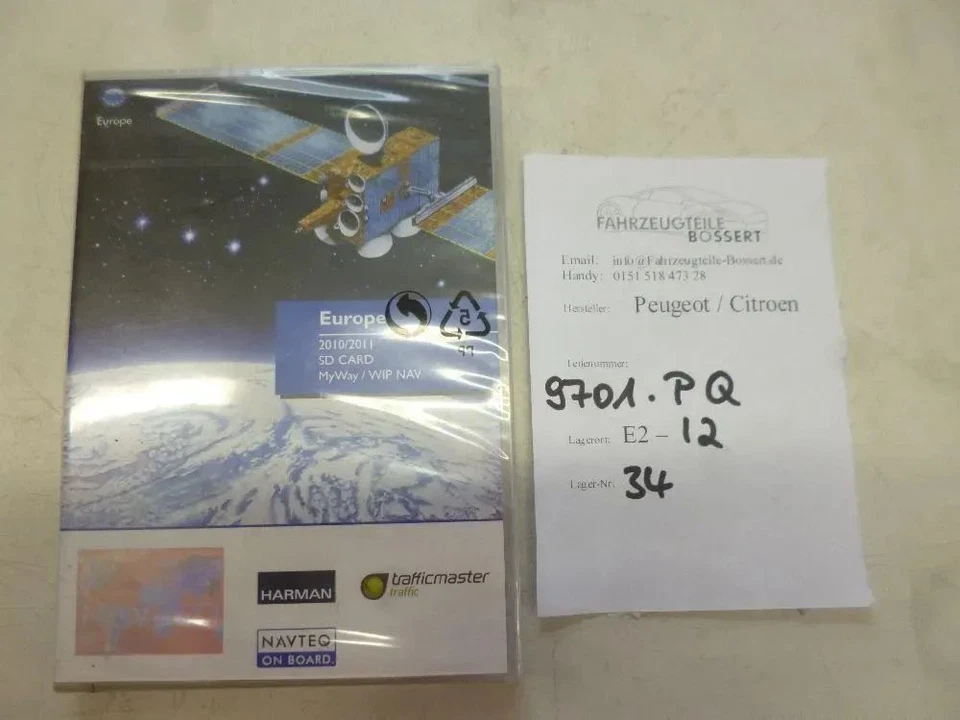 Europe
Europe
2010/2011
SD CARD
MyWay / WIP NAV
5
PP
HARMAN
trafficmaster
traffic
NAVTEQ
ON BOARD.
FAHRZEUGTEILE
BOSSERT
Email: info@Fahrzeugteile-Bossert.de
Handy: 0151 518 473 28
Hersteller: Peugeot / Citroen
Teilenummer:
9701.PQ
Lagerort: E2 - 12
Lager-Nr. 34